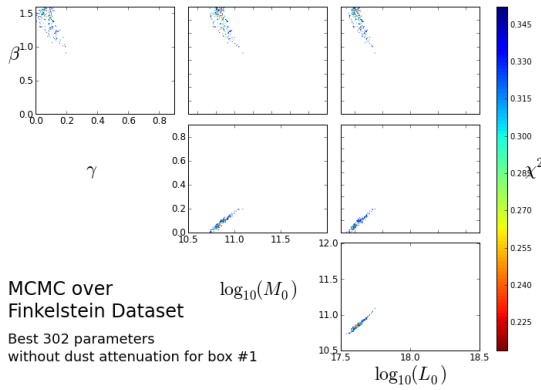 1.5
1.0
0.5
0.0
β
0.0 0.2 0.4 0.6 0.8
γ
0.8
0.6
0.4
0.2
0.0
10.5 11.0 11.5
log₁₀(M₀)
12.0
11.5
11.0
10.5
17.5 18.0 18.5
log₁₀(L₀)
0.345
0.330
0.315
0.300
0.285
0.270
0.255
0.240
0.225
χ²
MCMC over
Finkelstein Dataset
Best 302 parameters
without dust attenuation for box #1